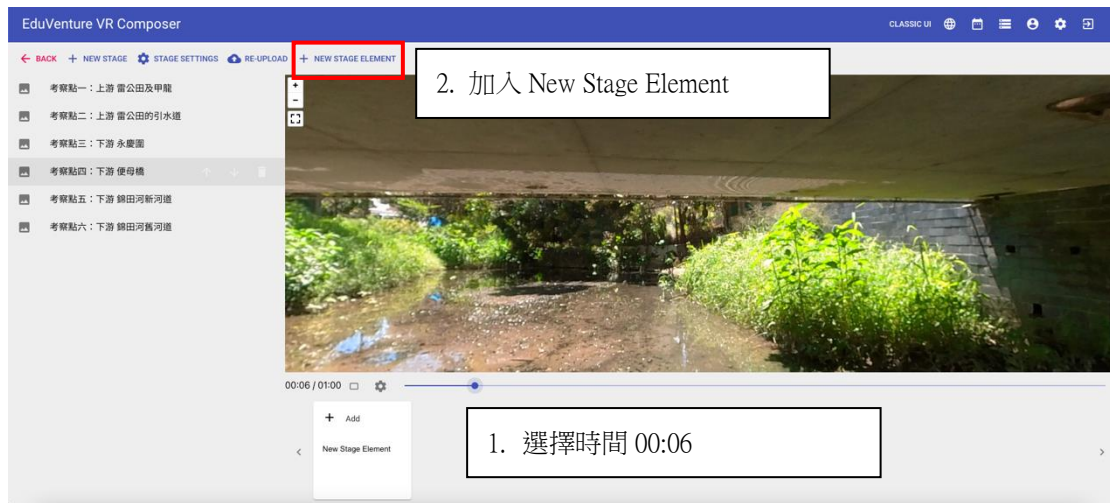 EduVenture VR Composer
CLASSIC UI
BACK + NEW STAGE STAGE SETTINGS RE-UPLOAD + NEW STAGE ELEMENT
2. 加入 New Stage Element
考察點一：上游 雷公田及甲龍
+
考察點二：上游 雷公田的引水道
-
考察點三：下游 永慶圍
考察點四：下游 便母橋
考察點五：下游 錦田河新河道
考察點六：下游 錦田河舊河道
00:06 / 01:00
+ Add
New Stage Element
1. 選擇時間 00:06